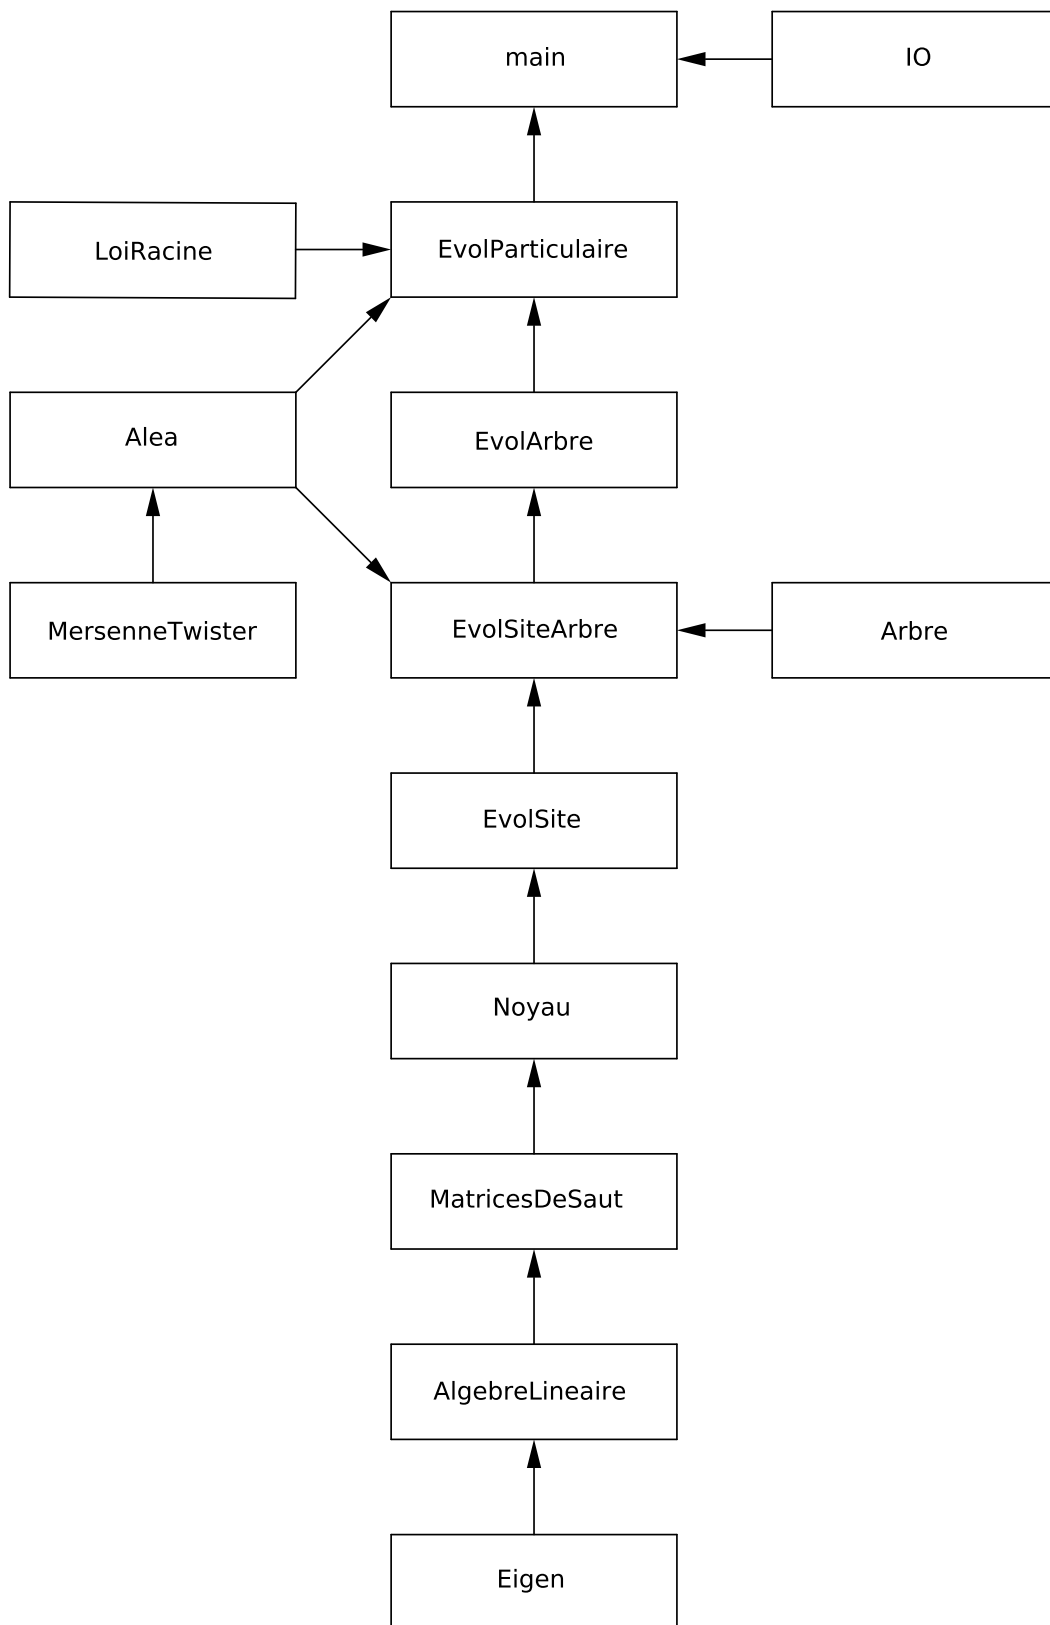 main
IO
LoiRacine
EvolParticulaire
Alea
EvolArbre
MersenneTwister
EvolSiteArbre
Arbre
EvolSite
Noyau
MatricesDeSaut
AlgebreLineaire
Eigen